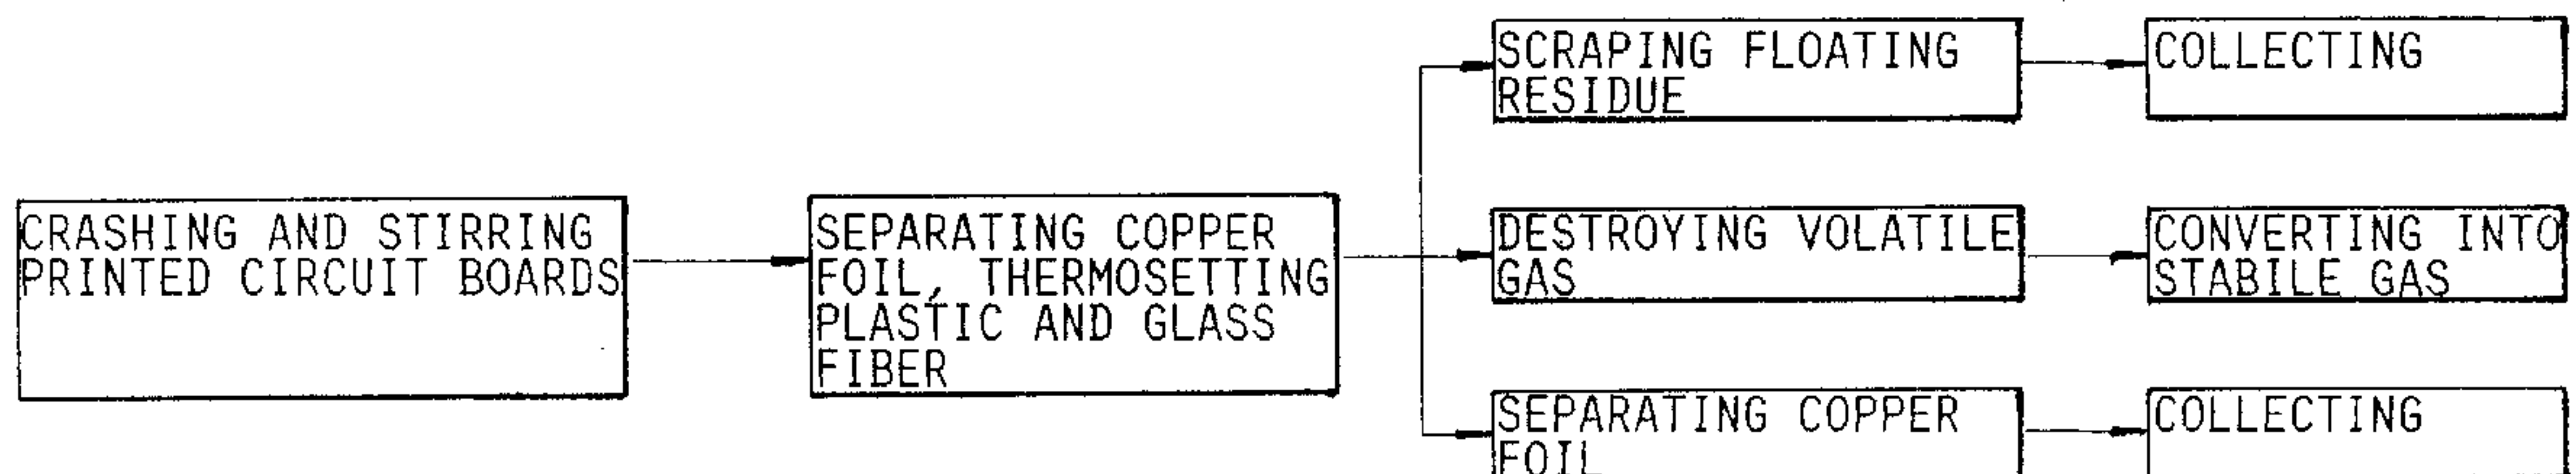 CRASHING AND STIRRING
PRINTED CIRCUIT BOARDS
SEPARATING COPPER
FOIL, THERMOSETTING
PLASTIC AND GLASS
FIBER
SCRAPING FLOATING
RESIDUE
COLLECTING
DESTROYING VOLATILE
GAS
CONVERTING INTO
STABILE GAS
SEPARATING COPPER
FOIL
COLLECTING